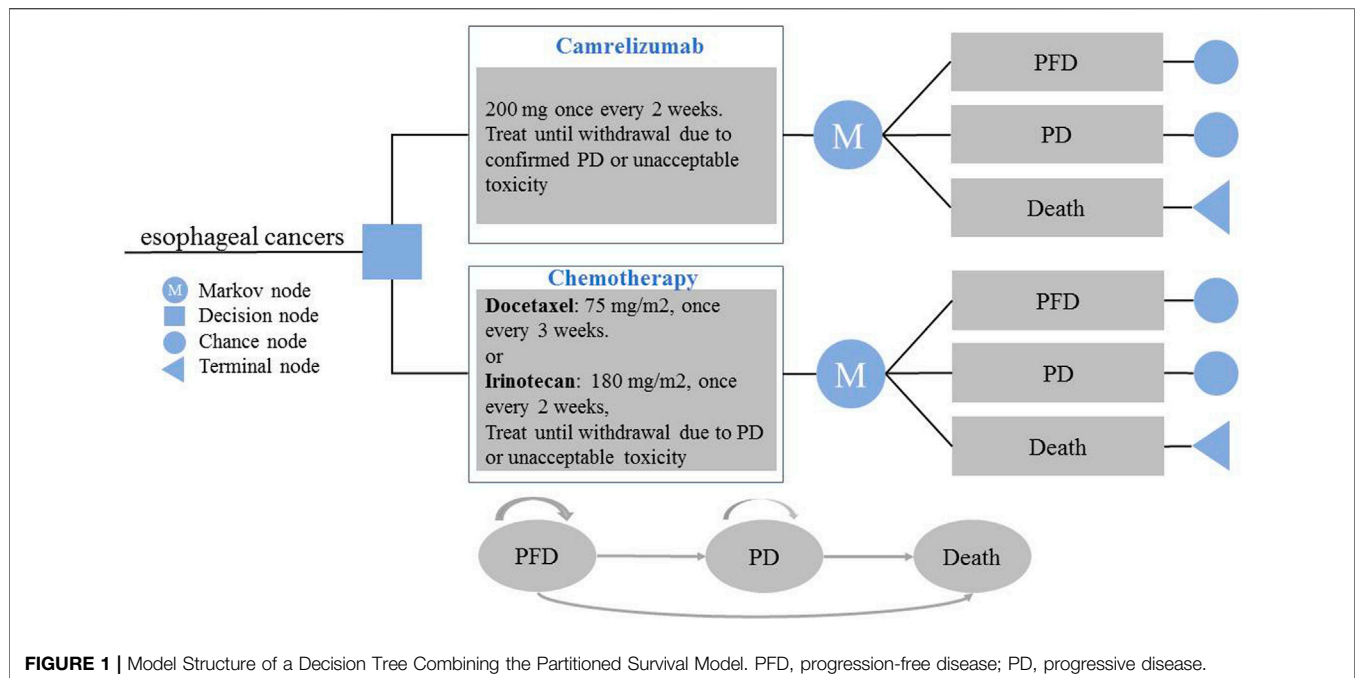 Camrelizumab
200 mg once every 2 weeks.
Treat until withdrawal due to
confirmed PD or unacceptable
toxicity
M
PFD
PD
Death
esophageal cancers
M Markov node
Decision node
Chance node
Terminal node
Chemotherapy
Docetaxel: 75 mg/m2, once
every 3 weeks.
or
Irinotecan: 180 mg/m2, once
every 2 weeks,
Treat until withdrawal due to PD
or unacceptable toxicity
M
PFD
PD
Death
PFD
PD
Death
FIGURE 1 | Model Structure of a Decision Tree Combining the Partitioned Survival Model. PFD, progression-free disease; PD, progressive disease.